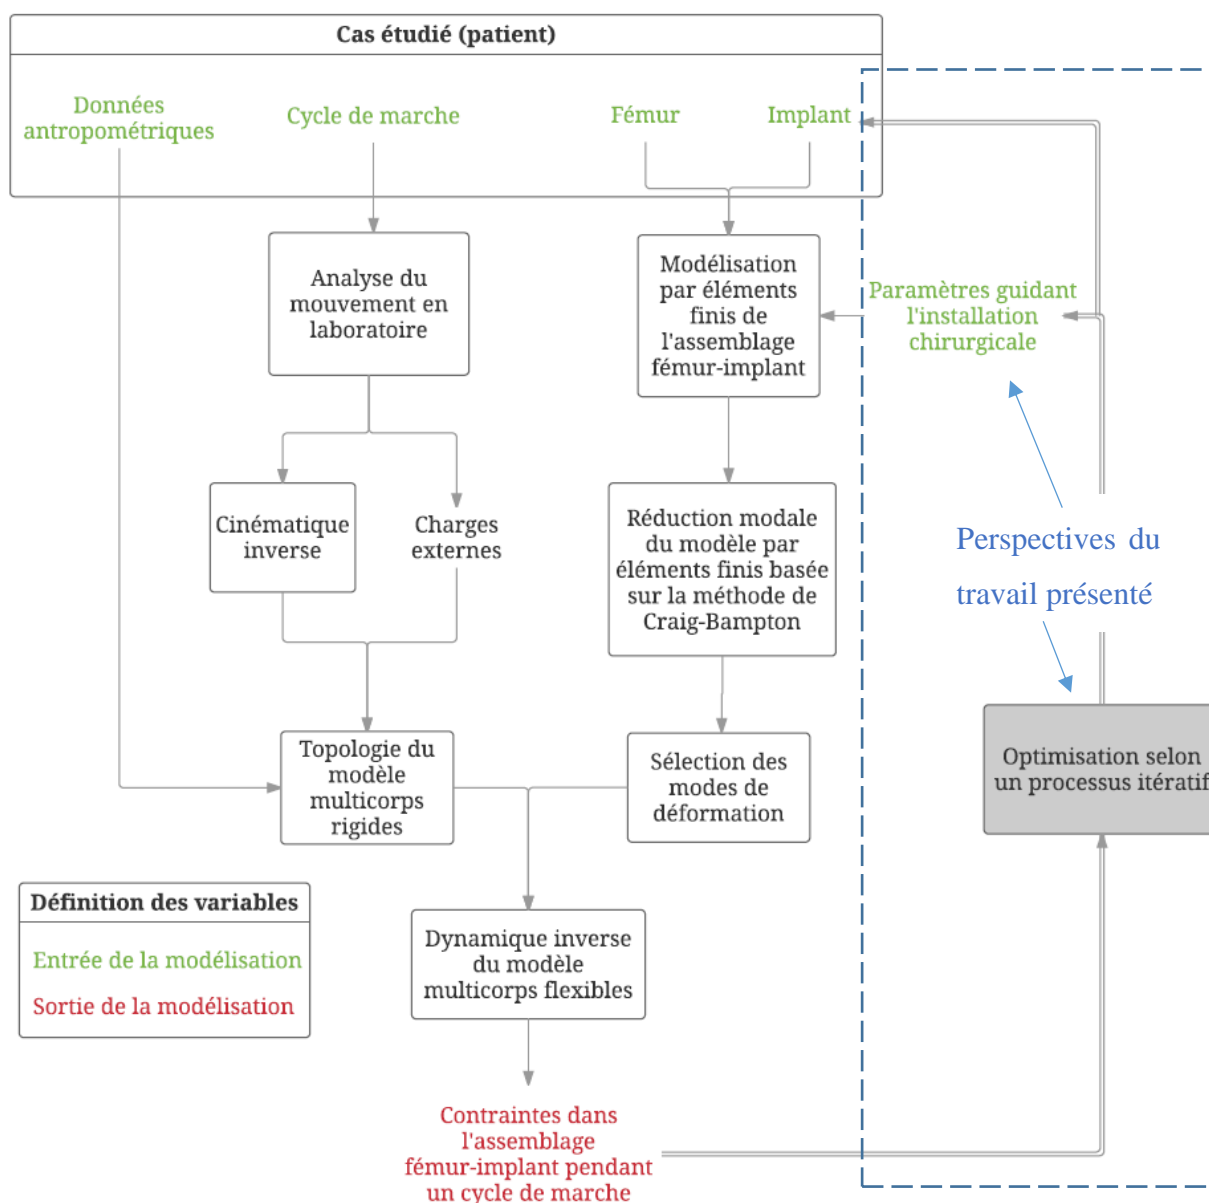 Cas étudié (patient)
Données
antropométriques
Cycle de marche
Fémur
Implant
Analyse du
mouvement en
laboratoire
Modélisation
par éléments
finis de
l'assemblage
fémur-implant
Paramètres guidant
l'installation
chirurgicale
Cinématique
inverse
Charges
externes
Réduction modale
du modèle par
éléments finis basée
sur la méthode de
Craig-Bampton
Perspectives du
travail présenté
Topologie du
modèle
multicorps
rigides
Sélection des
modes de
déformation
Optimisation selon
un processus itératif
Définition des variables
Entrée de la modélisation
Sortie de la modélisation
Dynamique inverse
du modèle
multicorps flexibles
Contraintes dans
l'assemblage
fémur-implant pendant
un cycle de marche